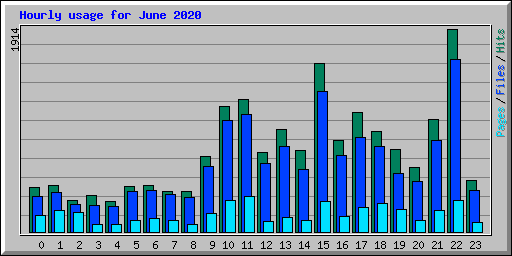 Hourly usage for June 2020
1914
Pages/Files/Hits
0 1 2 3 4 5 6 7 8 9 10 11 12 13 14 15 16 17 18 19 20 21 22 23